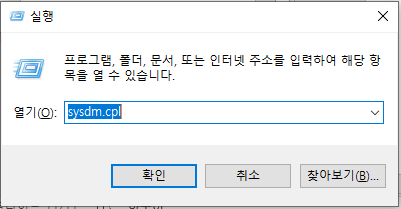 실행
프로그램, 폴더, 문서, 또는 인터넷 주소를 입력하여 해당 항
목을 열 수 있습니다.
열기(O): sysdm.cpl
확인 취소 찾아보기(B)...